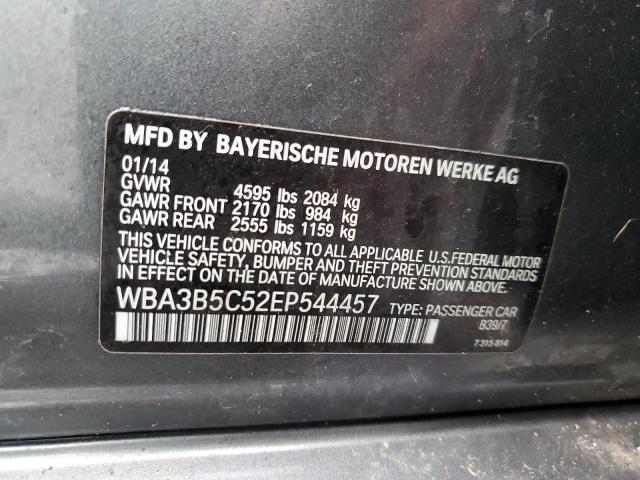 MFD BY BAYERISCHE MOTOREN WERKE AG
01/14
GVWR 4595 lbs 2084 kg
GAWR FRONT 2170 lbs 984 kg
GAWR REAR 2555 lbs 1159 kg
THIS VEHICLE CONFORMS TO ALL APPLICABLE U.S.FEDERAL MOTOR
VEHICLE SAFETY, BUMPER AND THEFT PREVENTION STANDARDS
IN EFFECT ON THE DATE OF MANUFACTURE SHOWN ABOVE.
WBA3B5C52EP544457 TYPE: PASSENGER CAR
B39/7
7 315 814